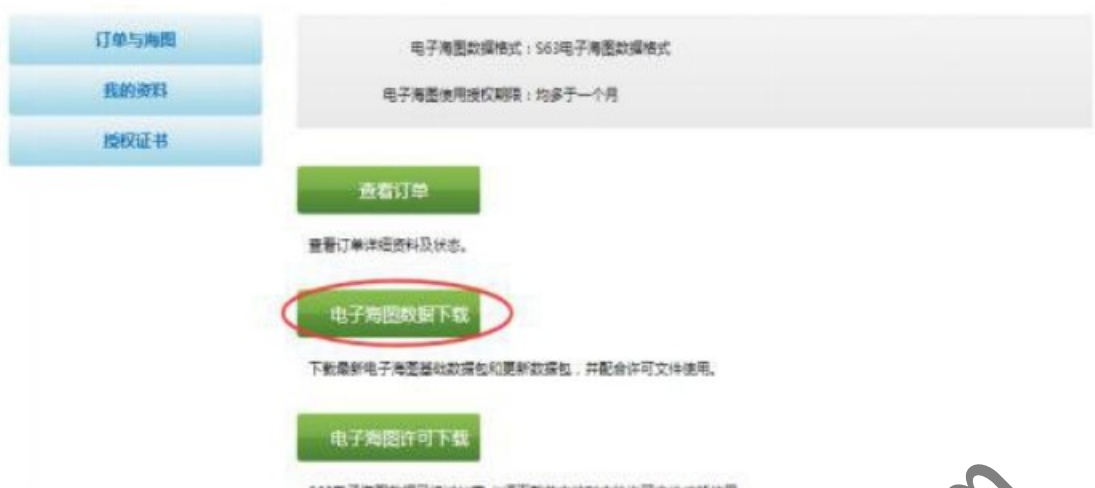 订单与海图
我的资料
授权证书
电子海图数据格式：S63电子海图数据格式
电子海图使用授权期限：均多于一个月
查看订单
查看订单详细资料及状态。
电子海图数据下载
下载最新电子海图基础数据包和更新数据包，并配合许可文件使用。
电子海图许可下载